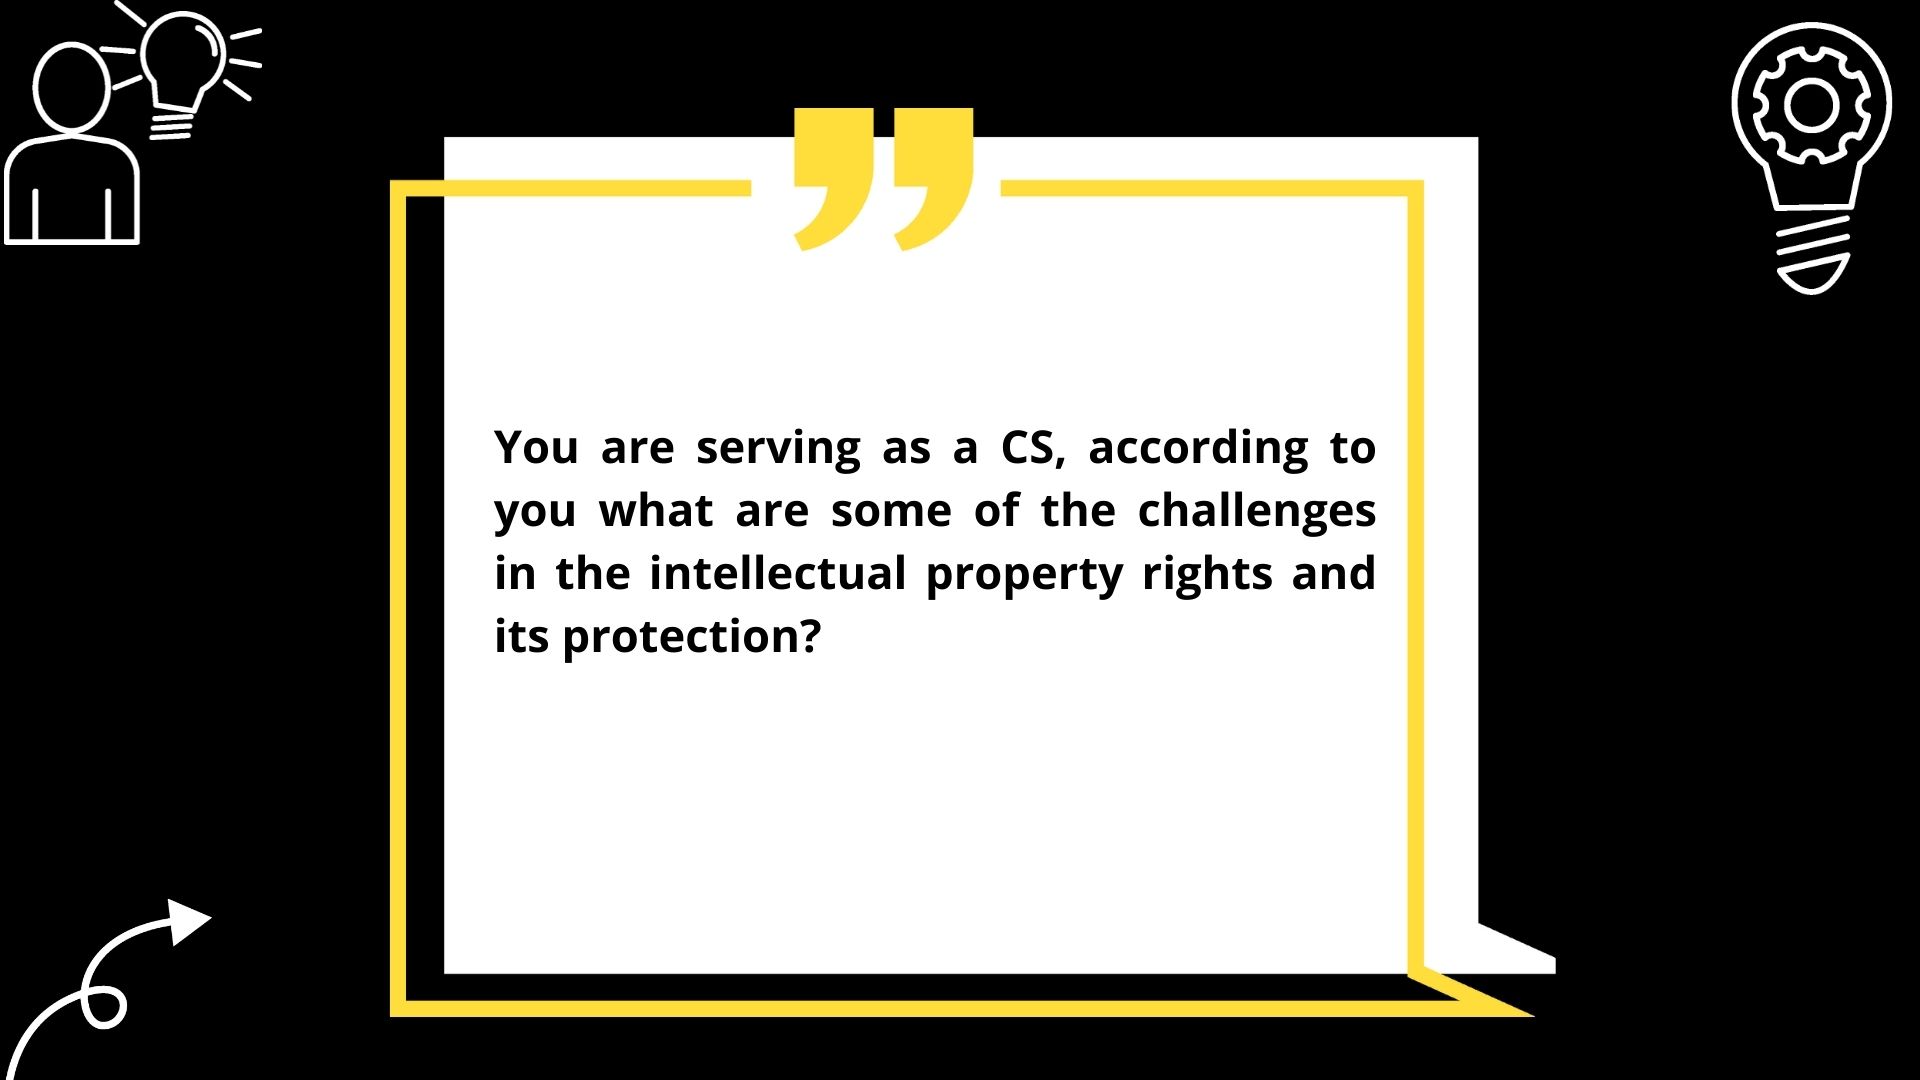 You are serving as a CS, according to
you what are some of the challenges
in the intellectual property rights and
its protection?